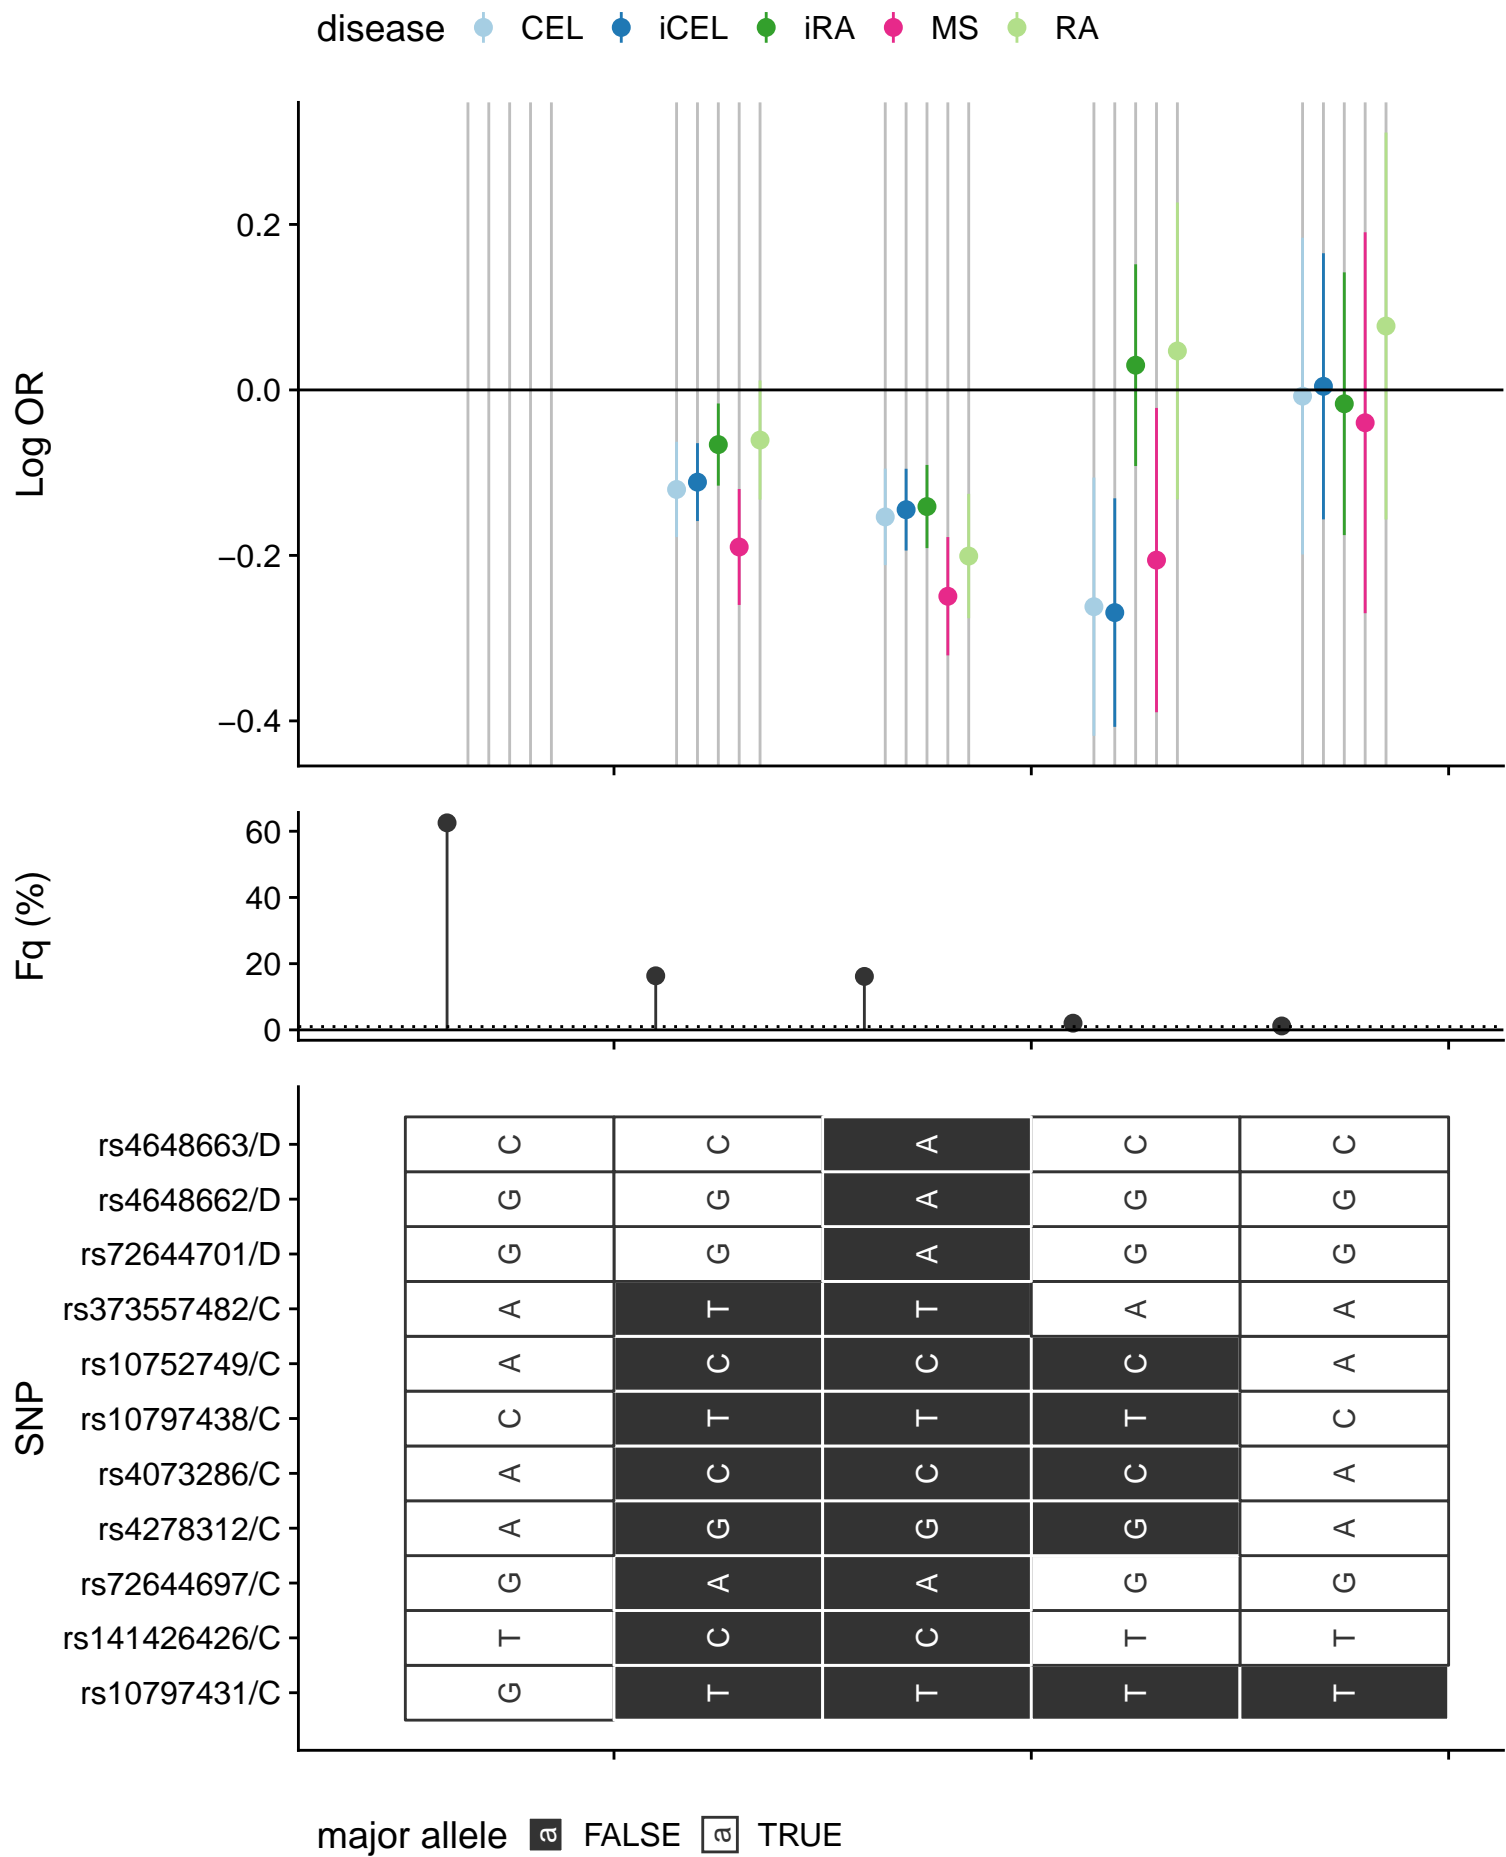 disease CEL iCEL iRA MS RA
Log OR
0.2
0.0
−0.2
−0.4
Fq (%)
60
40
20
0
SNP
rs4648663/D C C A C C
rs4648662/D G G A G G
rs72644701/D G G A G G
rs373557482/C A T T A A
rs10752749/C A C C C A
rs10797438/C C T T T C
rs4073286/C A C C C A
rs4278312/C A G G G A
rs72644697/C G A A G G
rs141426426/C T C C T T
rs10797431/C G T T T T
major allele a FALSE a TRUE